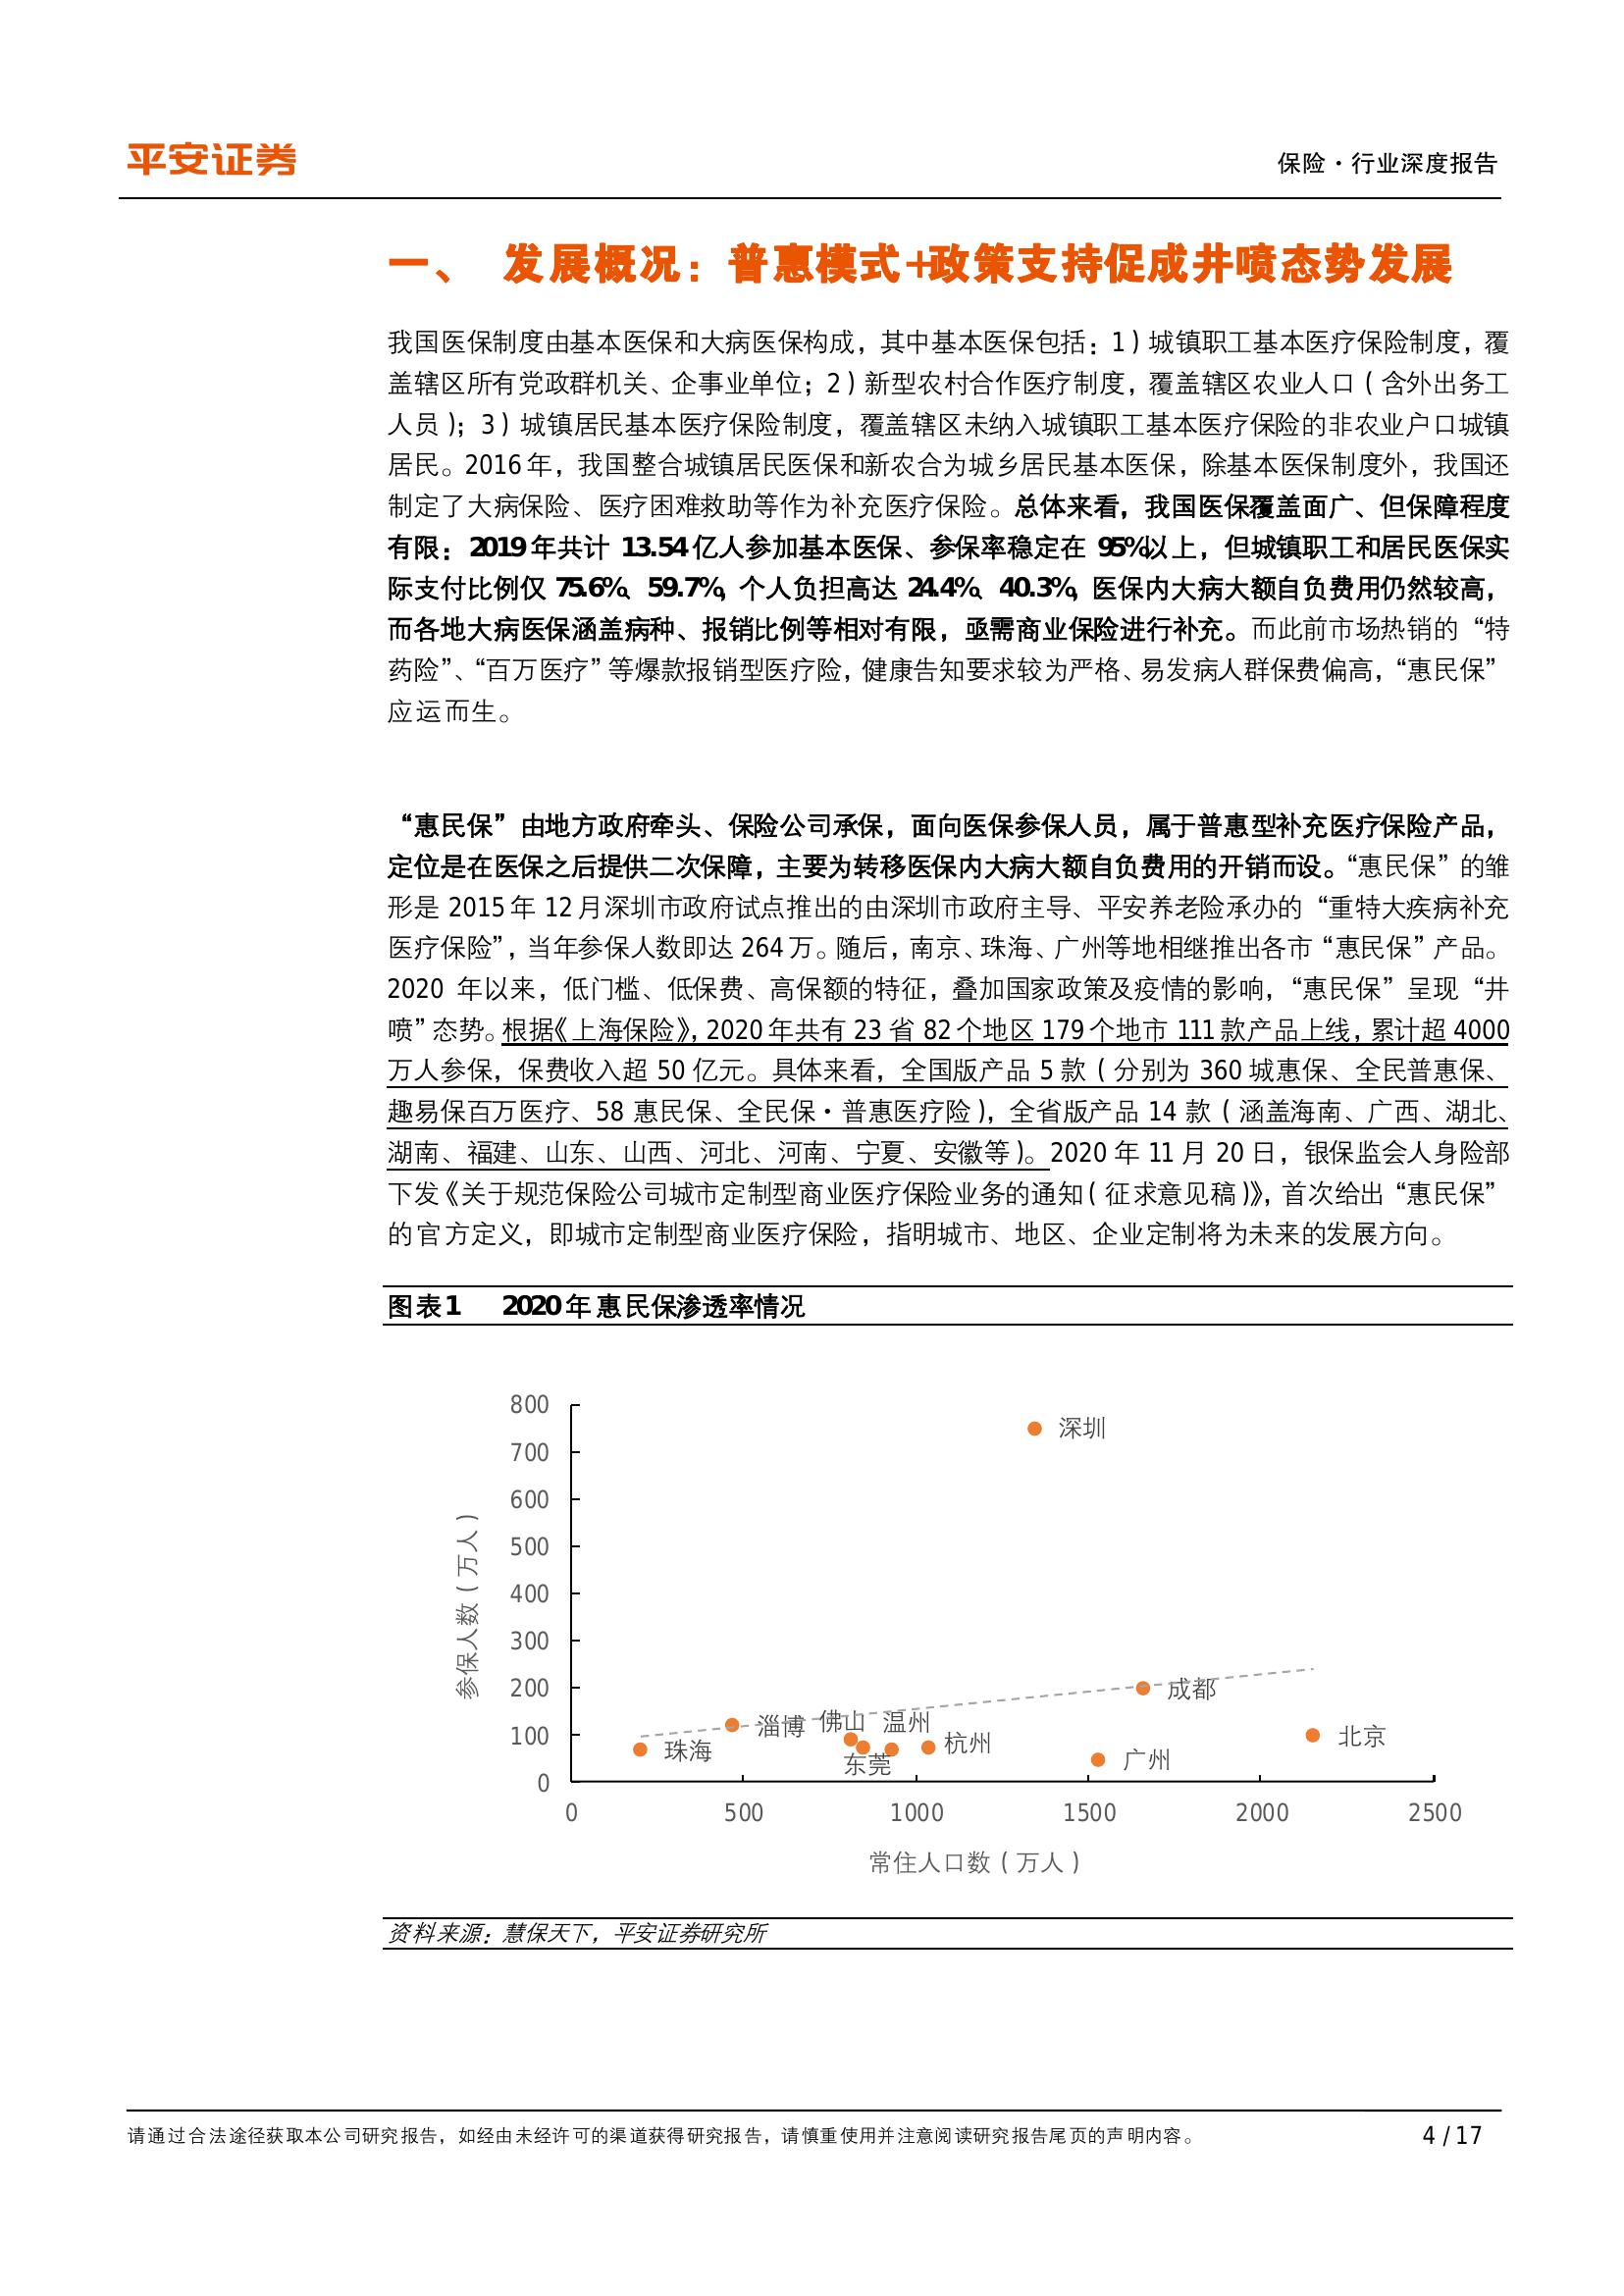 平安证券
保险·行业深度报告
一、 发展概况：普惠模式+政策支持促成井喷态势发展
我国医保制度由基本医保和大病医保构成，其中基本医保包括：1）城镇职工基本医疗保险制度，覆
盖辖区所有党政群机关、企事业单位；2）新型农村合作医疗制度，覆盖辖区农业人口（含外出务工
人员）；3）城镇居民基本医疗保险制度，覆盖辖区未纳入城镇职工基本医疗保险的非农业户口城镇
居民。2016年，我国整合城镇居民医保和新农合为城乡居民基本医保，除基本医保制度外，我国还
制定了大病保险、医疗困难救助等作为补充医疗保险。总体来看，我国医保覆盖面广、但保障程度
有限：2019年共计 13.54亿人参加基本医保、参保率稳定在 95%以上，但城镇职工和居民医保实
际支付比例仅 75.6%、59.7%，个人负担高达 24.4%、40.3%，医保内大病大额自负费用仍然较高，
而各地大病医保涵盖病种、报销比例等相对有限，亟需商业保险进行补充。而此前市场热销的“特
药险”、“百万医疗”等爆款报销型医疗险，健康告知要求较为严格、易发病人群保费偏高，“惠民保”
应运而生。
“惠民保”由地方政府牵头、保险公司承保，面向医保参保人员，属于普惠型补充医疗保险产品，
定位是在医保之后提供二次保障，主要为转移医保内大病大额自负费用的开销而设。“惠民保”的雏
形是 2015年 12月深圳市政府试点推出的由深圳市政府主导、平安养老险承办的“重特大疾病补充
医疗保险”，当年参保人数即达 264万。随后，南京、珠海、广州等地相继推出各市“惠民保”产品。
2020 年以来，低门槛、低保费、高保额的特征，叠加国家政策及疫情的影响，“惠民保”呈现“井
喷”态势。根据《上海保险》，2020年共有 23省 82个地区 179个地市 111款产品上线，累计超 4000
万人参保，保费收入超 50 亿元。具体来看，全国版产品 5 款（分别为 360 城惠保、全民普惠保、
趣易保百万医疗、58 惠民保、全民保·普惠医疗险），全省版产品 14 款（涵盖海南、广西、湖北、
湖南、福建、山东、山西、河北、河南、宁夏、安徽等）。2020 年 11 月 20 日，银保监会人身险部
下发《关于规范保险公司城市定制型商业医疗保险业务的通知（征求意见稿）》，首次给出“惠民保”
的官方定义，即城市定制型商业医疗保险，指明城市、地区、企业定制将为未来的发展方向。
图表1 2020年惠民保渗透率情况
800
700
600
500
400
300
200
100
0
参保人数（万人）
深圳
成都
淄博
佛山
温州
珠海
东莞
杭州
广州
北京
0
500
1000
1500
2000
2500
常住人口数（万人）
资料来源：慧保天下，平安证券研究所
请通过合法途径获取本公司研究报告，如经由未经许可的渠道获得研究报告，请慎重使用并注意阅读研究报告尾页的声明内容。
4 / 17